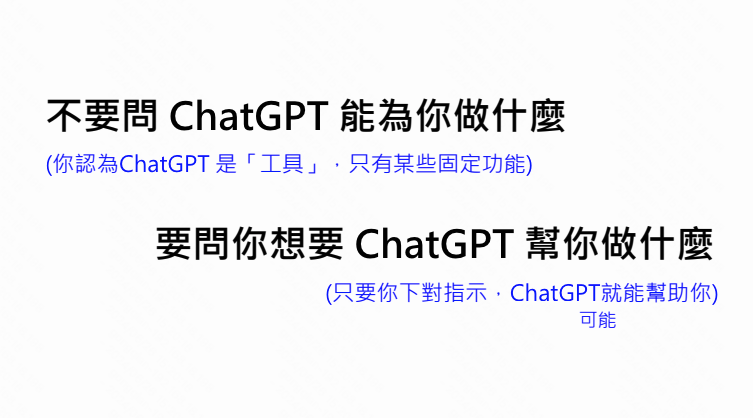 不要問 ChatGPT 能為你做什麼
(你認為ChatGPT 是「工具」，只有某些固定功能)
要問你想要 ChatGPT 幫你做什麼
(只要你下對指示，ChatGPT就能幫助你)
可能